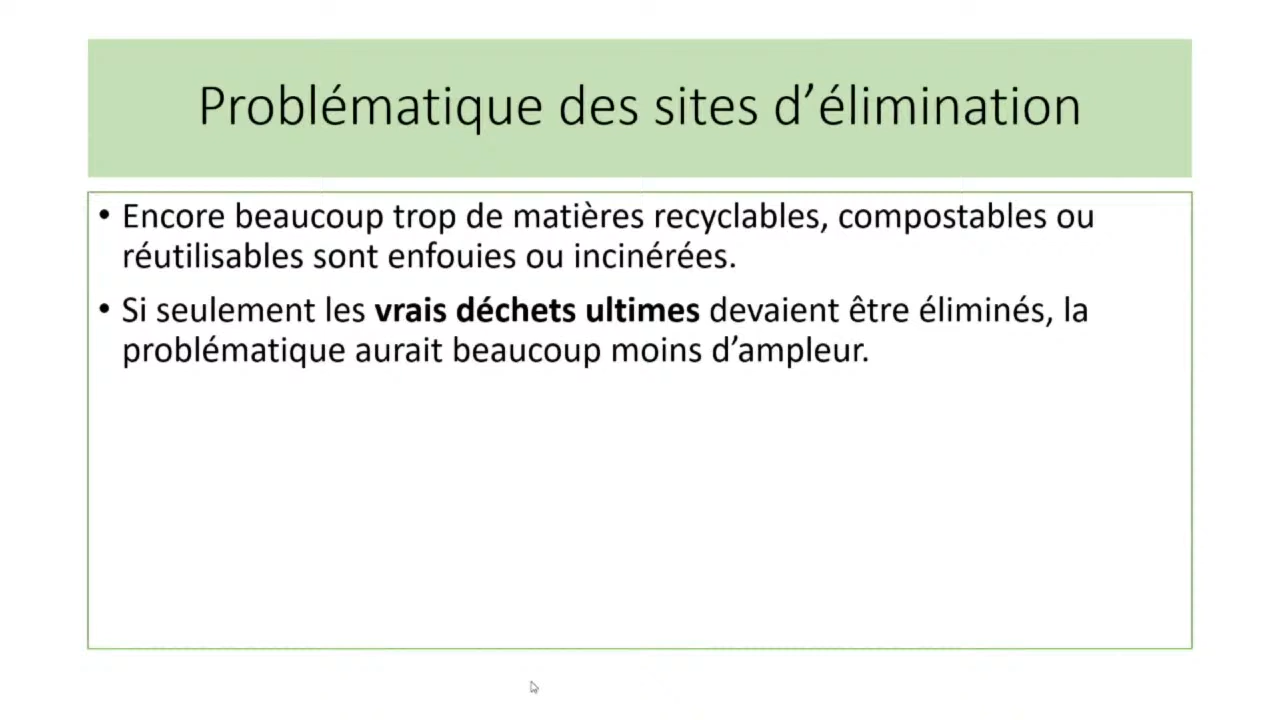 Problématique des sites d’élimination
• Encore beaucoup trop de matières recyclables, compostables ou
réutilisables sont enfouies ou incinérées.
• Si seulement les vrais déchets ultimes devaient être éliminés, la
problématique aurait beaucoup moins d’ampleur.